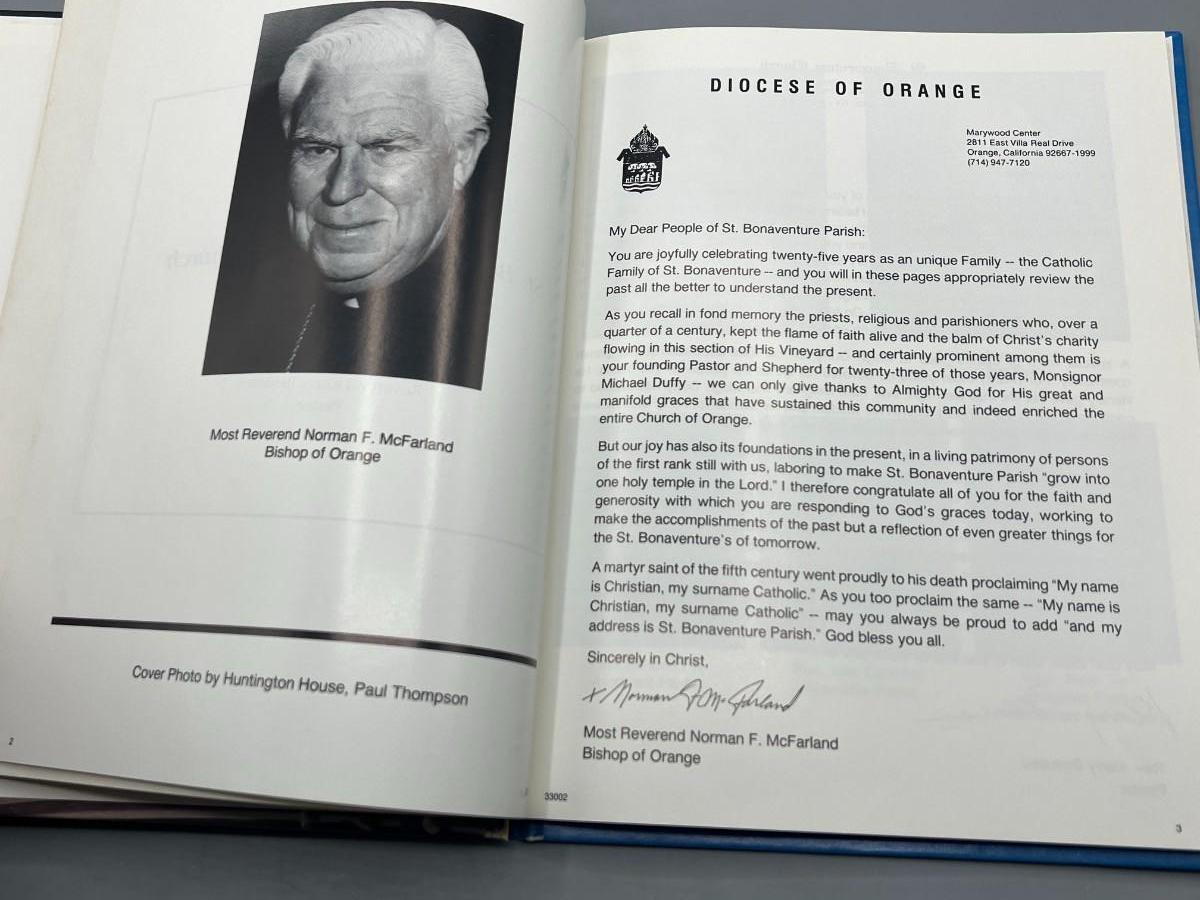 Most Reverend Norman F. McFarland
Bishop of Orange
Cover Photo by Huntington House, Paul Thompson
2
DIOCESE OF ORANGE
Marywood Center
2811 East Villa Real Drive
Orange, California 92667-1999
(714) 947-7120
My Dear People of St. Bonaventure Parish:
You are joyfully celebrating twenty-five years as an unique Family -- the Catholic
Family of St. Bonaventure -- and you will in these pages appropriately review the
past all the better to understand the present.
As you recall in fond memory the priests, religious and parishioners who, over a
quarter of a century, kept the flame of faith alive and the balm of Christ's charity
flowing in this section of His Vineyard -- and certainly prominent among them is
your founding Pastor and Shepherd for twenty-three of those years, Monsignor
Michael Duffy -- we can only give thanks to Almighty God for His great and
manifold graces that have sustained this community and indeed enriched the
entire Church of Orange.
But our joy has also its foundations in the present, in a living patrimony of persons
of the first rank still with us, laboring to make St. Bonaventure Parish "grow into
one holy temple in the Lord." I therefore congratulate all of you for the faith and
generosity with which you are responding to God's graces today, working to
make the accomplishments of the past but a reflection of even greater things for
the St. Bonaventure's of tomorrow.
A martyr saint of the fifth century went proudly to his death proclaiming "My name
is Christian, my surname Catholic." As you too proclaim the same -- "My name is
Christian, my surname Catholic" -- may you always be proud to add "and my
address is St. Bonaventure Parish." God bless you all.
Sincerely in Christ,
+ Norman F. McFarland
Most Reverend Norman F. McFarland
Bishop of Orange
33002
3